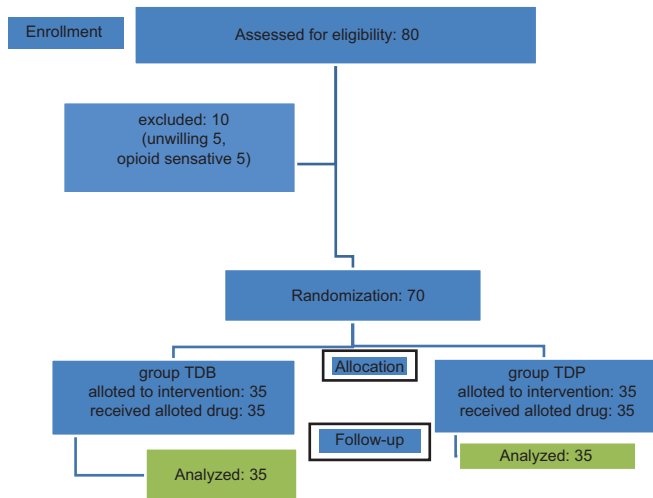 Enrollment
Assessed for eligibility: 80
excluded: 10
(unwilling 5,
opioid sensative 5)
Randomization: 70
Allocation
group TDB
alloted to intervention: 35
received alloted drug: 35
group TDP
alloted to intervention: 35
received alloted drug: 35
Follow-up
Analyzed: 35
Analyzed: 35